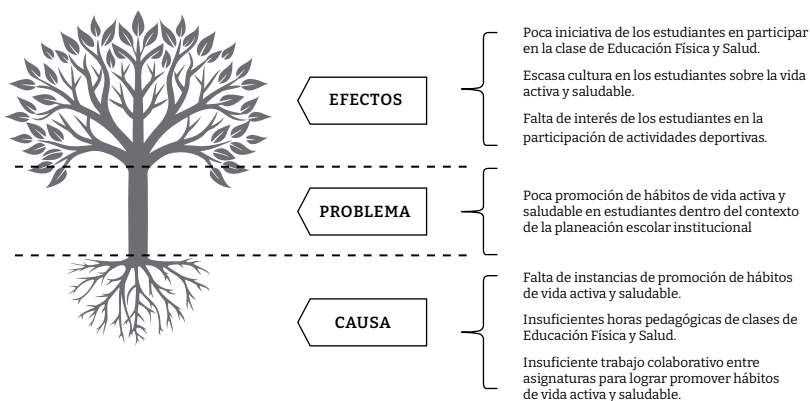 EFECTOS
Poca iniciativa de los estudiantes en participar
en la clase de Educación Física y Salud.
Escasa cultura en los estudiantes sobre la vida
activa y saludable.
Falta de interés de los estudiantes en la
participación de actividades deportivas.
PROBLEMA
Poca promoción de hábitos de vida activa y
saludable en estudiantes dentro del contexto
de la planeación escolar institucional
CAUSA
Falta de instancias de promoción de hábitos
de vida activa y saludable.
Insuficientes horas pedagógicas de clases de
Educación Física y Salud.
Insuficiente trabajo colaborativo entre
asignaturas para lograr promover hábitos
de vida activa y saludable.